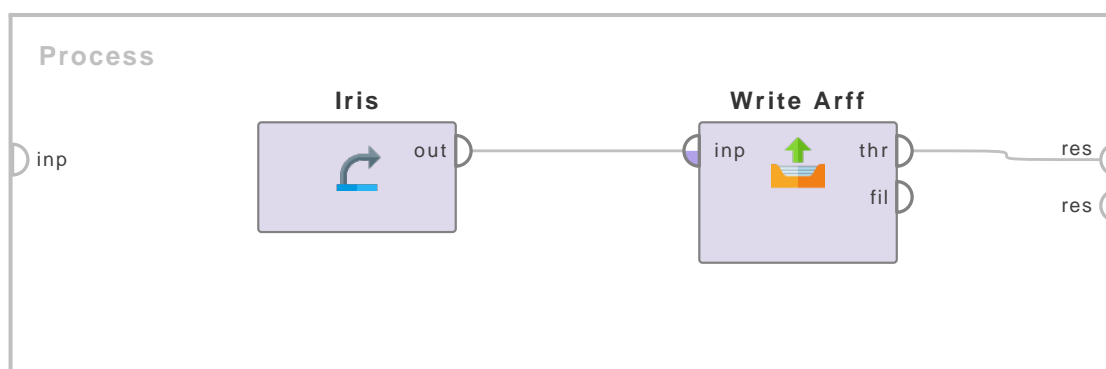 Process
Iris
Write Arff
inp
out
inp
thr
res
fil
res